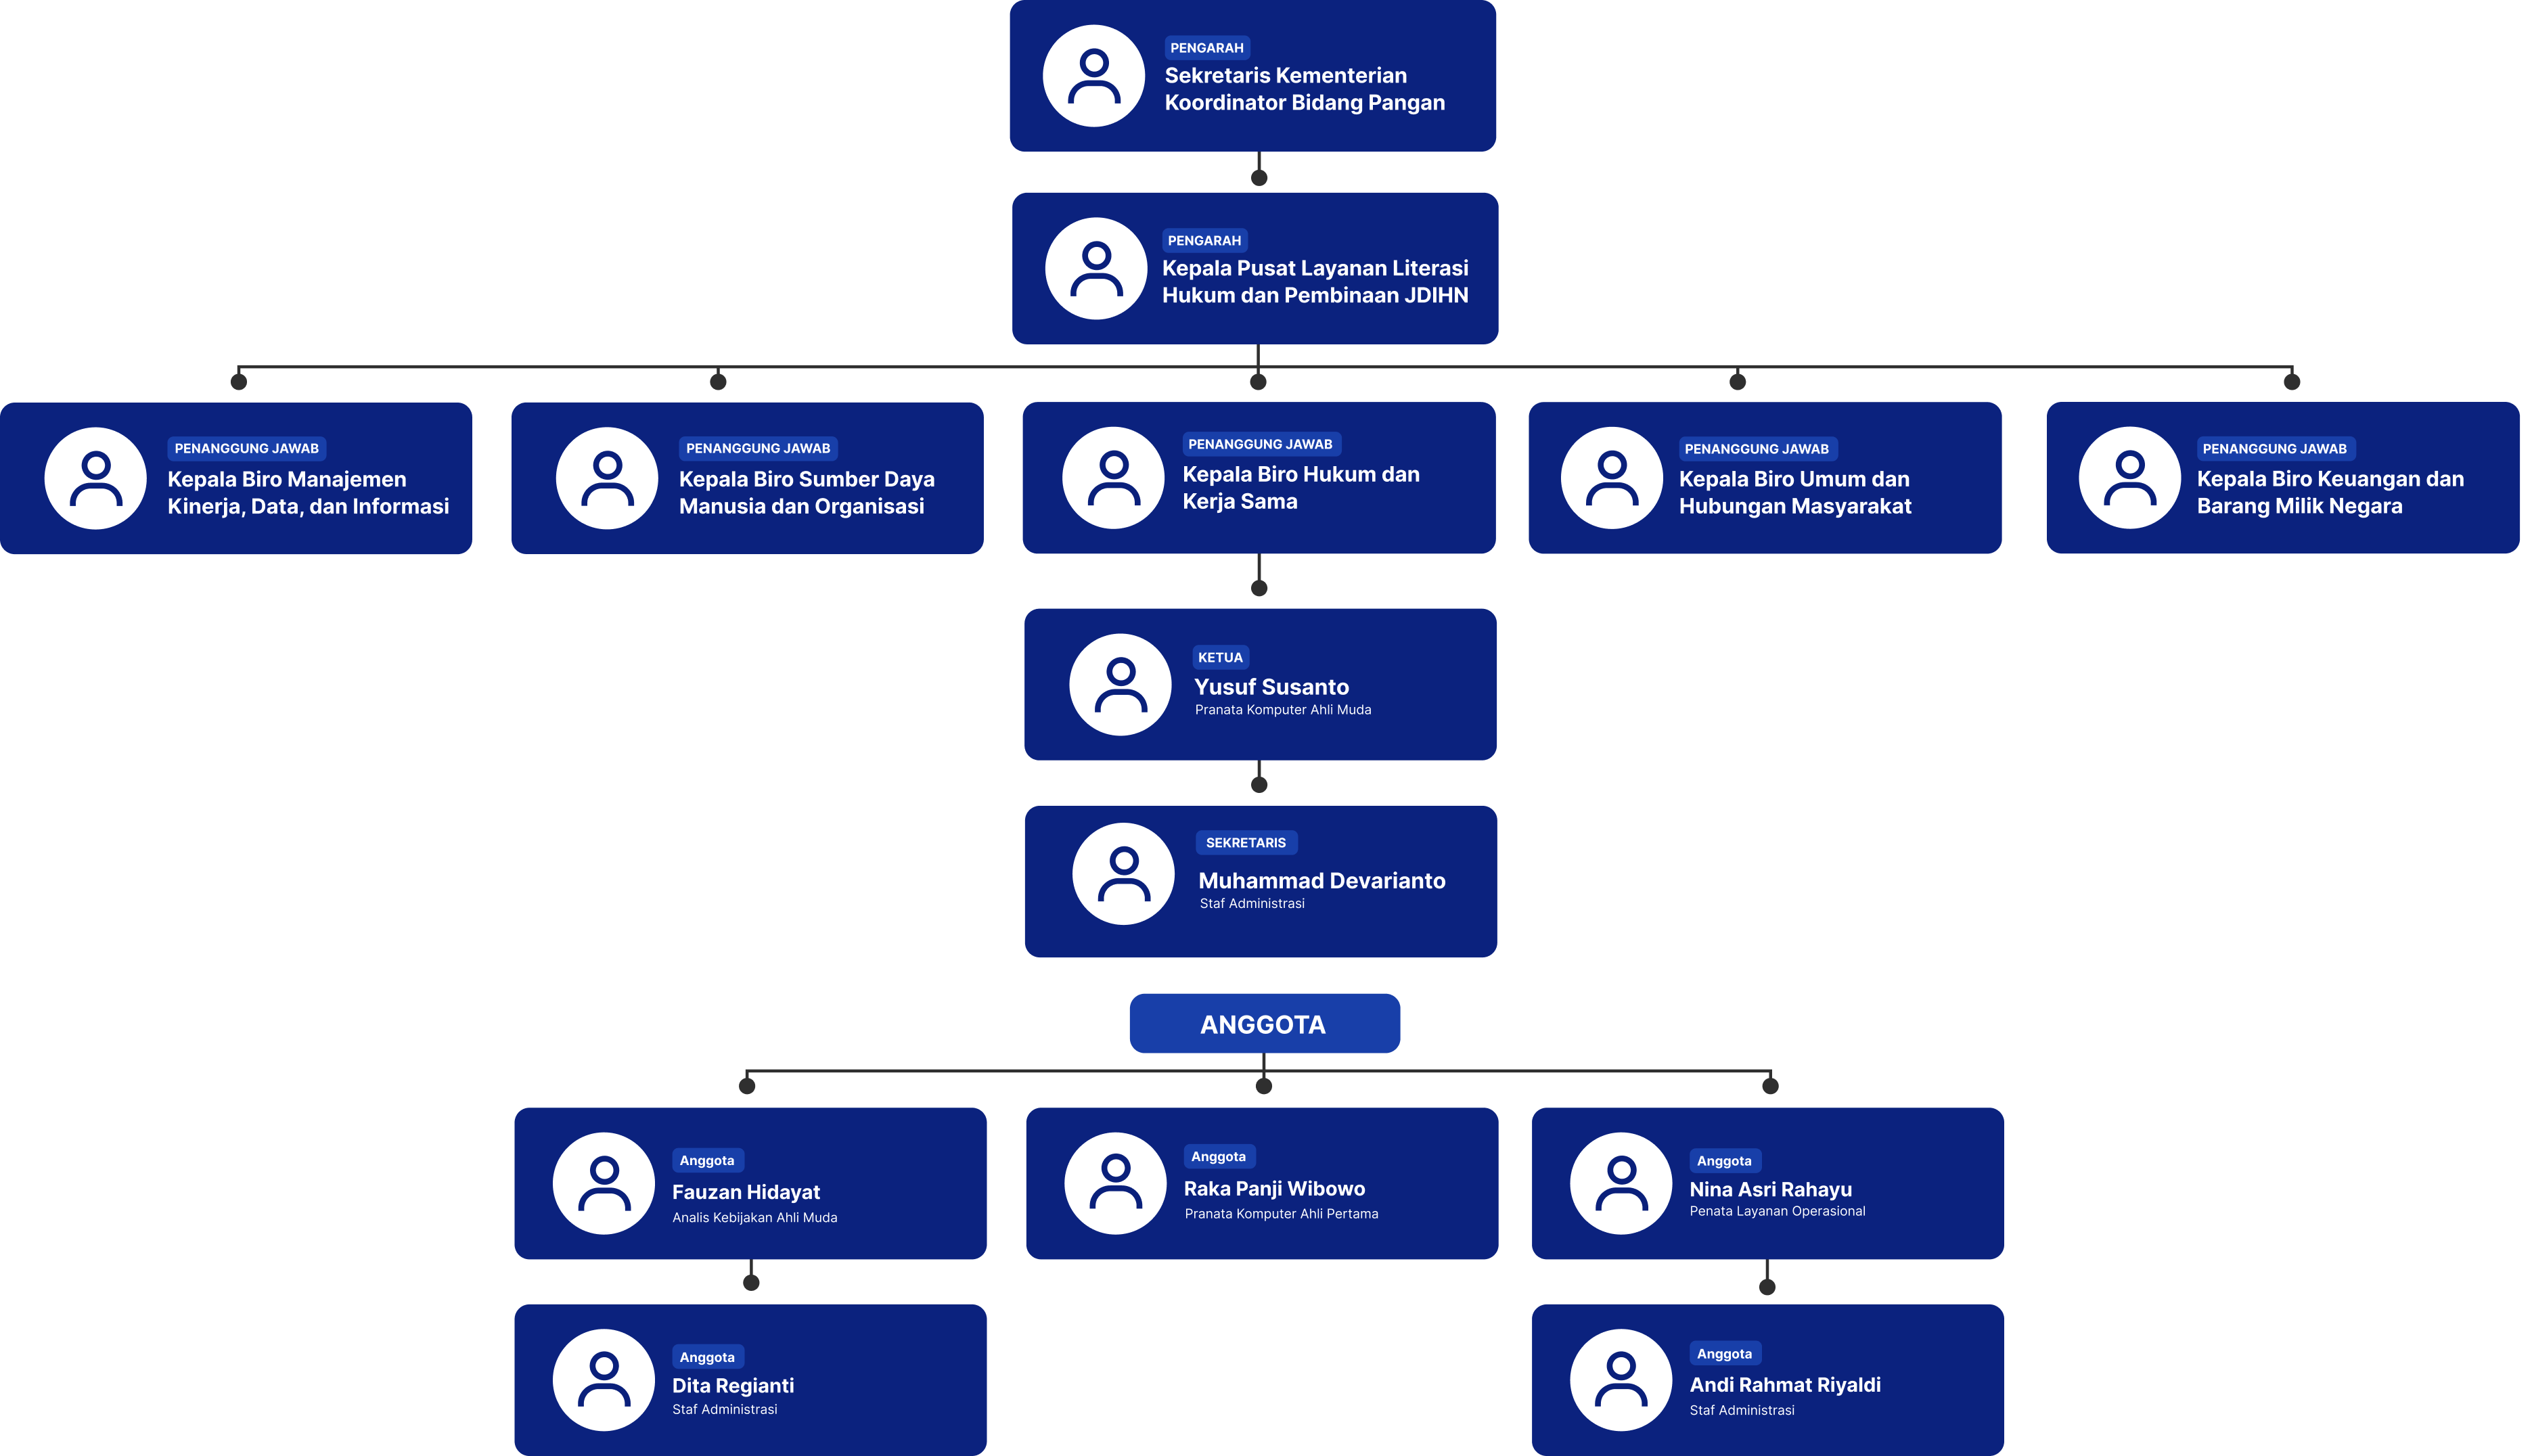 PENGARAH
Sekretaris Kementerian
Koordinator Bidang Pangan
PENGARAH
Kepala Pusat Layanan Literasi
Hukum dan Pembinaan JDIHN
PENANGGUNG JAWAB
Kepala Biro Manajemen
Kinerja, Data, dan Informasi
PENANGGUNG JAWAB
Kepala Biro Sumber Daya
Manusia dan Organisasi
PENANGGUNG JAWAB
Kepala Biro Hukum dan
Kerja Sama
PENANGGUNG JAWAB
Kepala Biro Umum dan
Hubungan Masyarakat
PENANGGUNG JAWAB
Kepala Biro Keuangan dan
Barang Milik Negara
KETUA
Yusuf Susanto
Pranata Komputer Ahli Muda
SEKRETARIS
Muhammad Devarianto
Staf Administrasi
ANGGOTA
Anggota
Fauzan Hidayat
Analis Kebijakan Ahli Muda
Anggota
Raka Panji Wibowo
Pranata Komputer Ahli Pertama
Anggota
Nina Asri Rahayu
Penata Layanan Operasional
Anggota
Dita Regianti
Staf Administrasi
Anggota
Andi Rahmat Riyaldi
Staf Administrasi